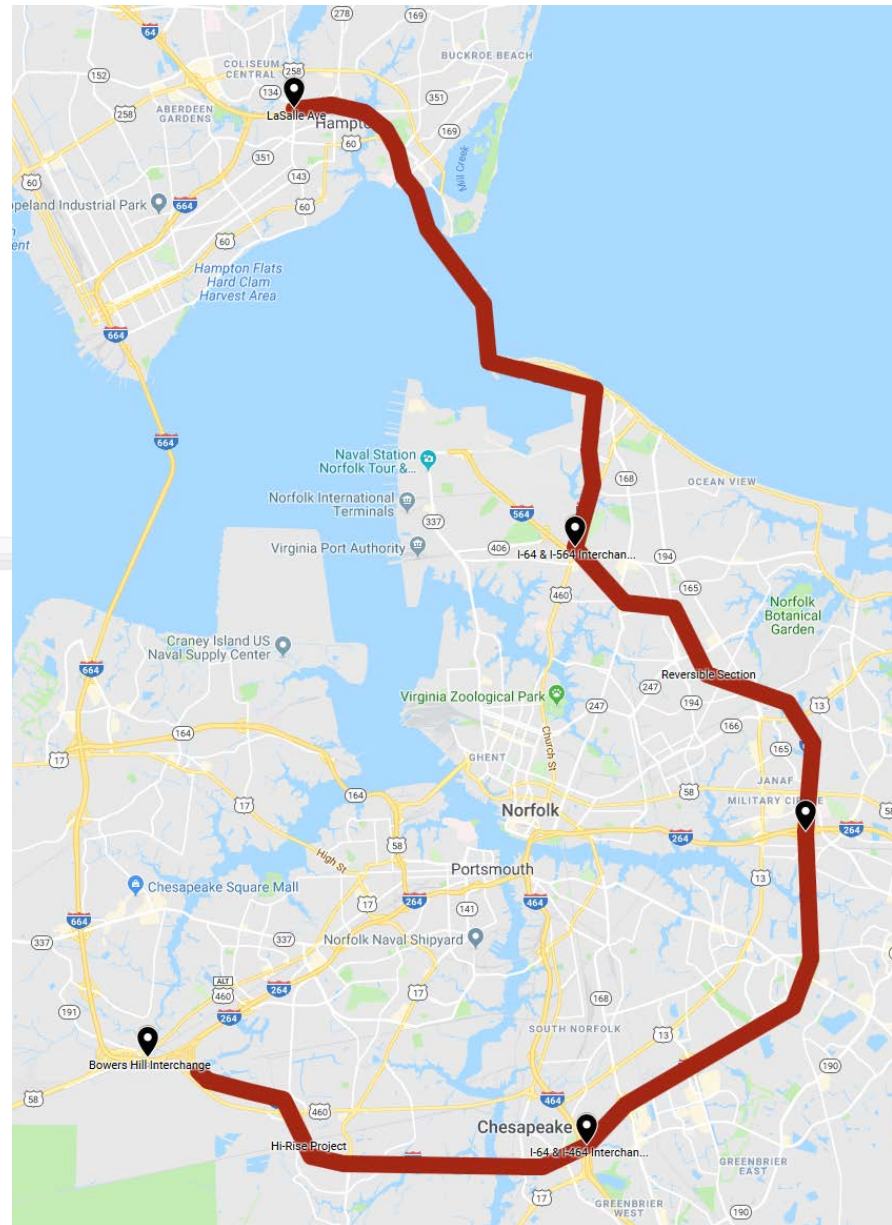 278
169
64
BUCKROE BEACH
COLISEUM
CENTRAL
258
152
134
351
ABERDEEN
GARDENS
LaSalle Ave
Hampto
258
60
169
351
Mill Creek
143
60
opeland Industrial Park
664
60
60
Hampton Flats
Hard Clam
Harvest Area
664
664
Naval Station
Norfolk Tour &...
168
OCEAN VIEW
Norfolk International
Terminals
337
564
Virginia Port Authority
406
I-64 & I-564 Interchan...
194
460
165
Norfolk
Botanical
Garden
Craney Island US
Naval Supply Center
664
Reversible Section
247
Virginia Zoological Park
194
247
13
164
166
17
Church St
165
GHENT
JANAF
17
58
MILITARY CIRCLE
164
58
Norfolk
264
264
58
High St
Portsmouth
13
Chesapeake Square Mall
17
264
464
141
664
337
337
Norfolk Naval Shipyard
ALT
460
264
17
168
191
264
SOUTH NORFOLK
13
Bowers Hill Interchange
190
58
464
460
Chesapeake
Hi-Rise Project
I-64 & I-464 Interchan...
GREENBRIER
EAST
17
GREENBRIER
WEST
190